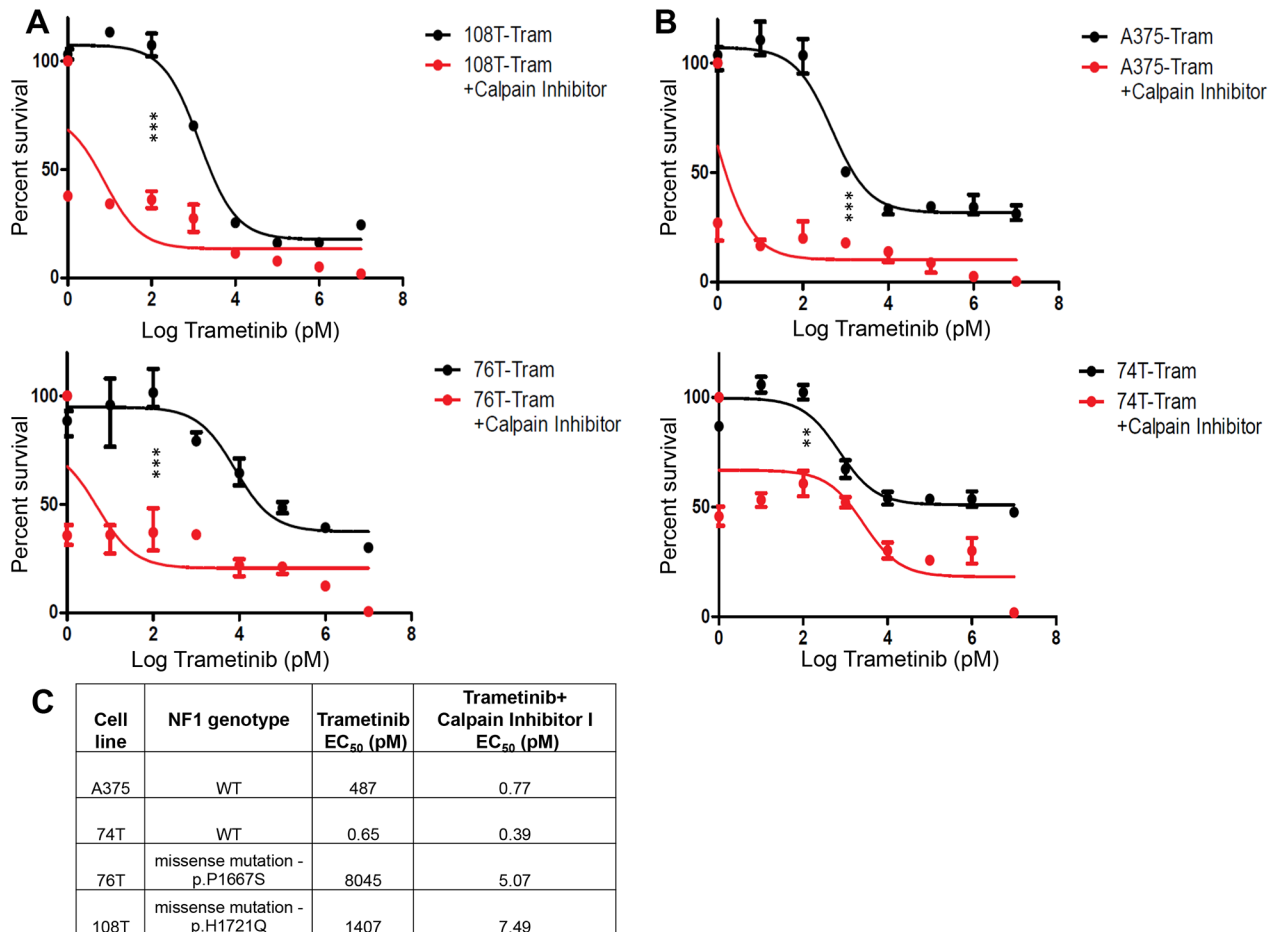 A
108T-Tram
108T-Tram
+Calpain Inhibitor
Percent survival
100
50
0
***
0 2 4 6 8
Log Trametinib (pM)
B
A375-Tram
A375-Tram
+Calpain Inhibitor
Percent survival
100
50
0
***
0 2 4 6 8
Log Trametinib (pM)
76T-Tram
76T-Tram
+Calpain Inhibitor
Percent survival
100
50
0
***
0 2 4 6 8
Log Trametinib (pM)
74T-Tram
74T-Tram
+Calpain Inhibitor
Percent survival
100
50
0
**
0 2 4 6 8
Log Trametinib (pM)
C
Cell line
NF1 genotype
Trametinib
EC50 (pM)
Trametinib+
Calpain Inhibitor I
EC50 (pM)
A375 WT 487 0.77
74T WT 0.65 0.39
missense mutation -
76T p.P1667S 8045 5.07
missense mutation -
108T p.H1721Q 1407 7.49